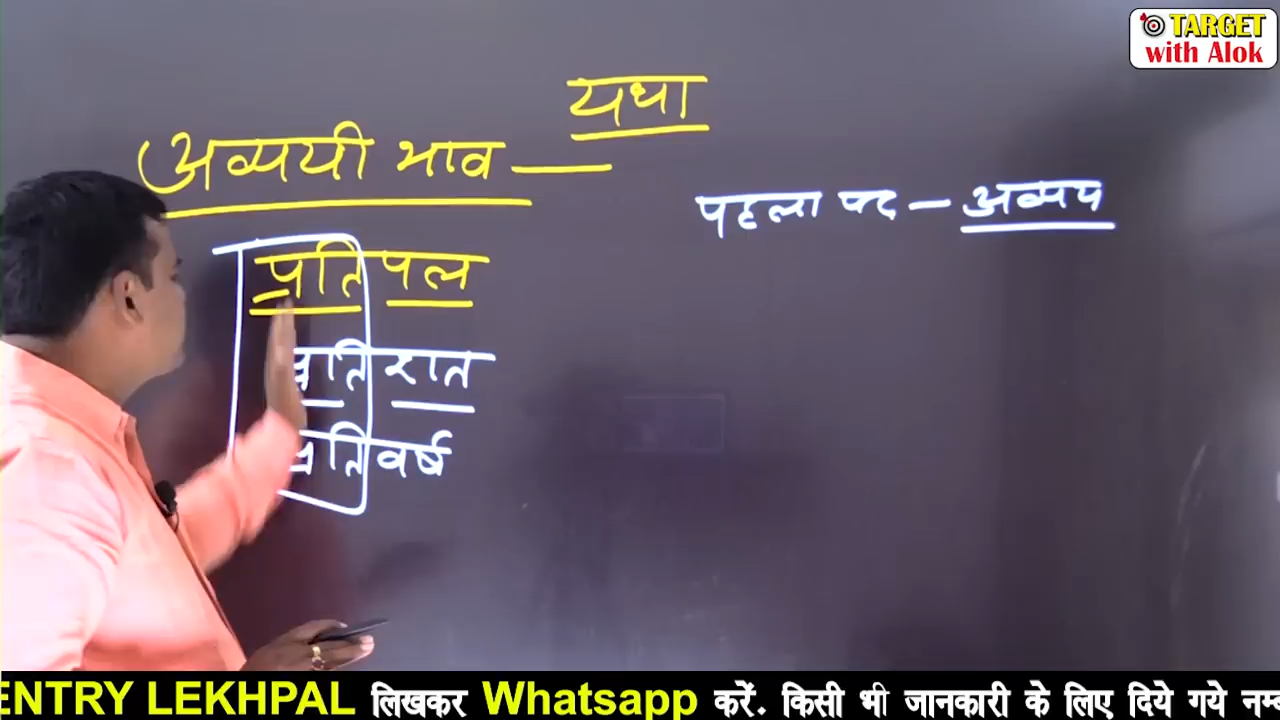 TARGET
with Alok
यथा
अव्ययी भाव —
पहला पद — अव्यय
प्रतिपल
प्रतिरात
प्रतिवर्ष
ENTRY LEKHPAL लिखकर Whatsapp करें. किसी भी जानकारी के लिए दिये गये